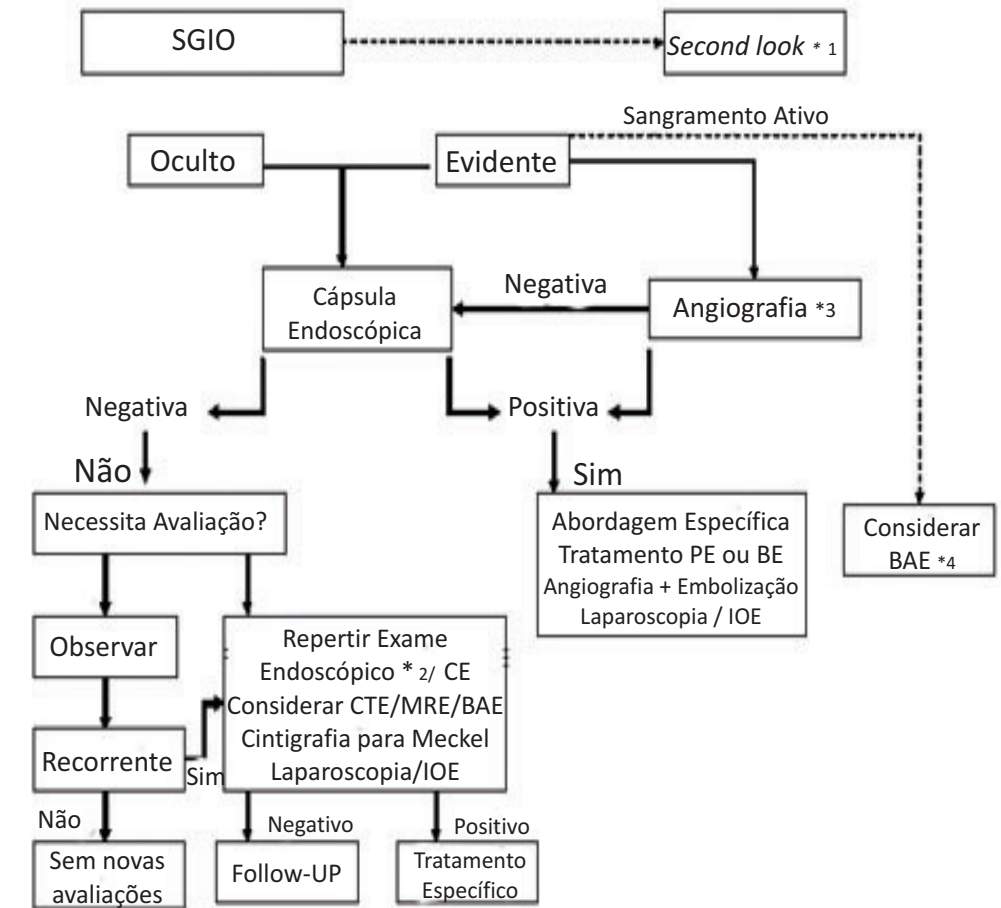 SGIO
Second look * 1
Sangramento Ativo
Oculto
Evidente
Cápsula
Endoscópica
Negativa
Angiografia *3
Negativa
Positiva
Não
Sim
Necessita Avaliação?
Abordagem Específica
Tratamento PE ou BE
Angiografia + Embolização
Laparoscopia / IOE
Considerar
BAE *4
Observar
Repertir Exame
Endoscópico * 2/ CE
Considerar CTE/MRE/BAE
Cintigrafia para Meckel
Laparoscopia/IOE
Recorrente
Sim
Não
Negativo
Positivo
Sem novas
avaliações
Follow-UP
Tratamento
Específico